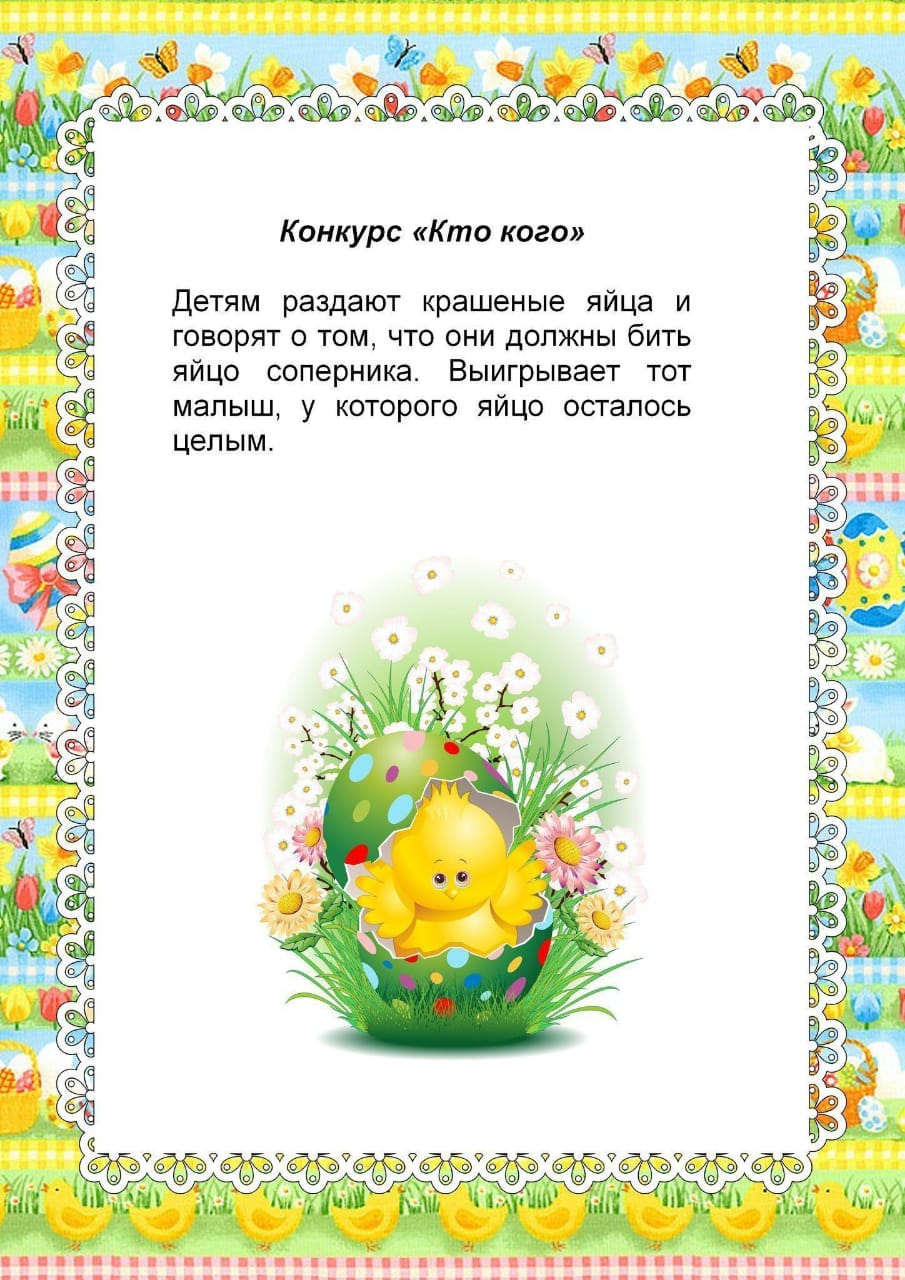 Конкурс «Кто кого»
Детям раздают крашеные яйца и
говорят о том, что они должны бить
яйцо соперника. Выигрывает тот
малыш, у которого яйцо осталось
целым.